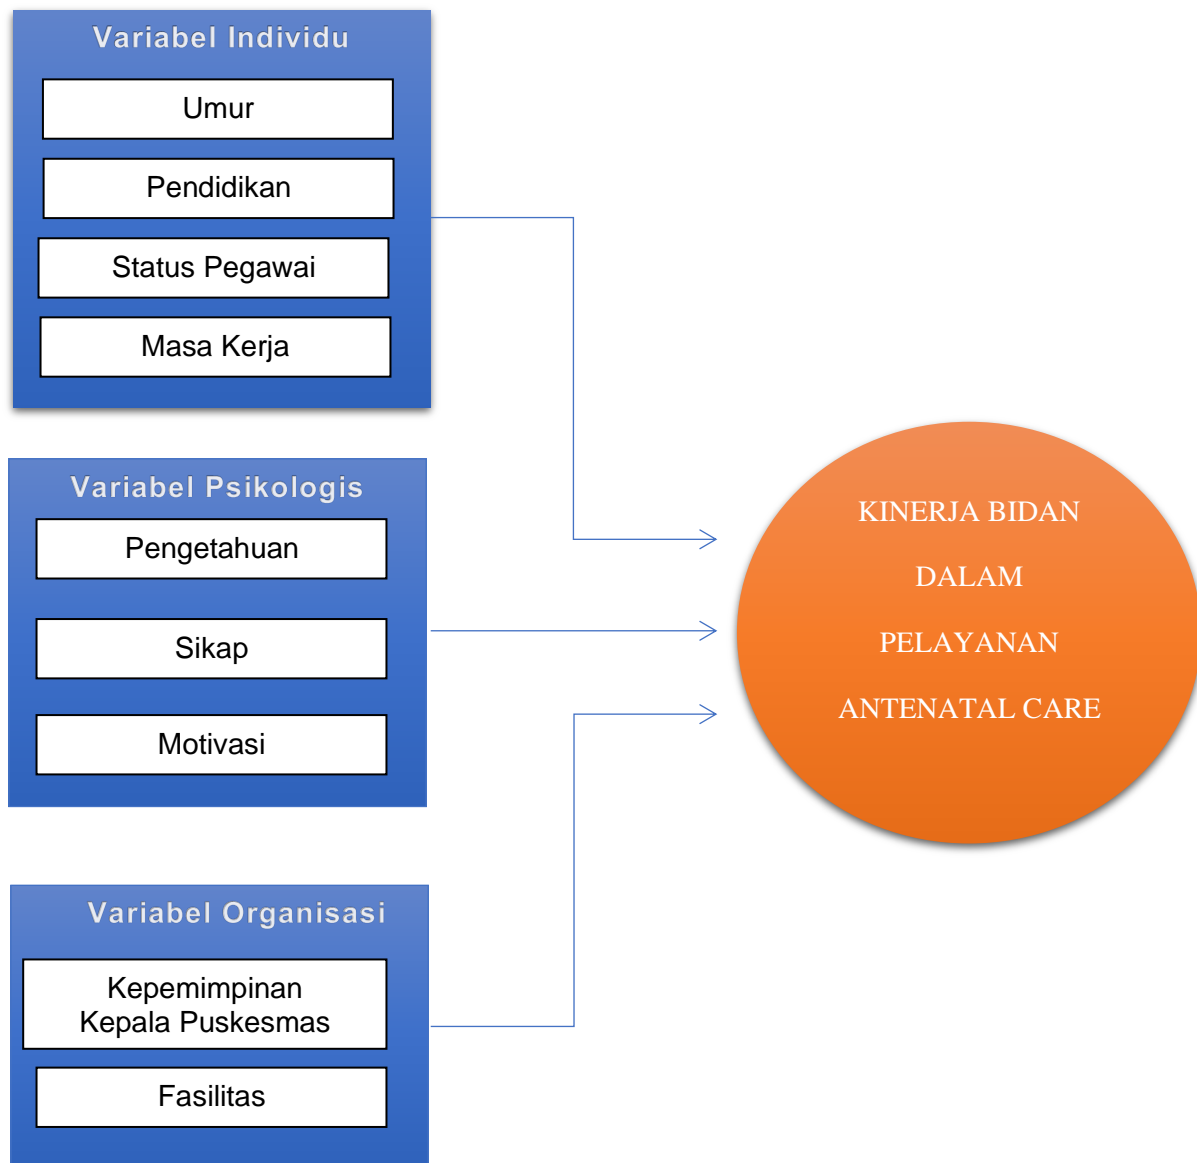 Variabel Individu
Umur
Pendidikan
Status Pegawai
Masa Kerja
Variabel Psikologis
Pengetahuan
Sikap
Motivasi
Variabel Organisasi
Kepemimpinan
Kepala Puskesmas
Fasilitas
KINERJA BIDAN
DALAM
PELAYANAN
ANTENATAL CARE